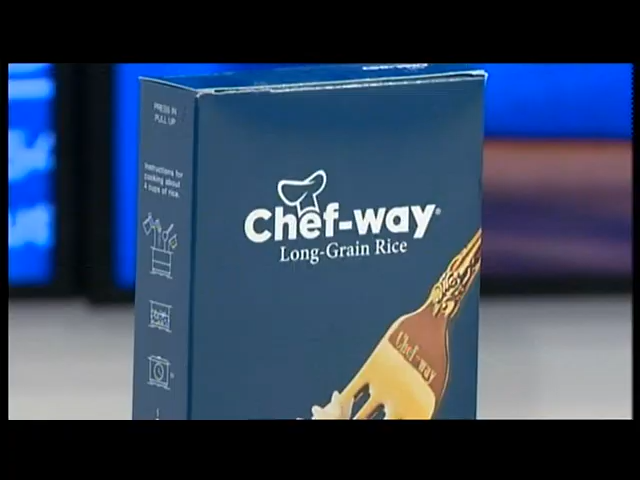 PRESS IN
PULL UP
Instructions for
cooking about
4 cups of rice.
Chef-way®
Long-Grain Rice
Chef-way